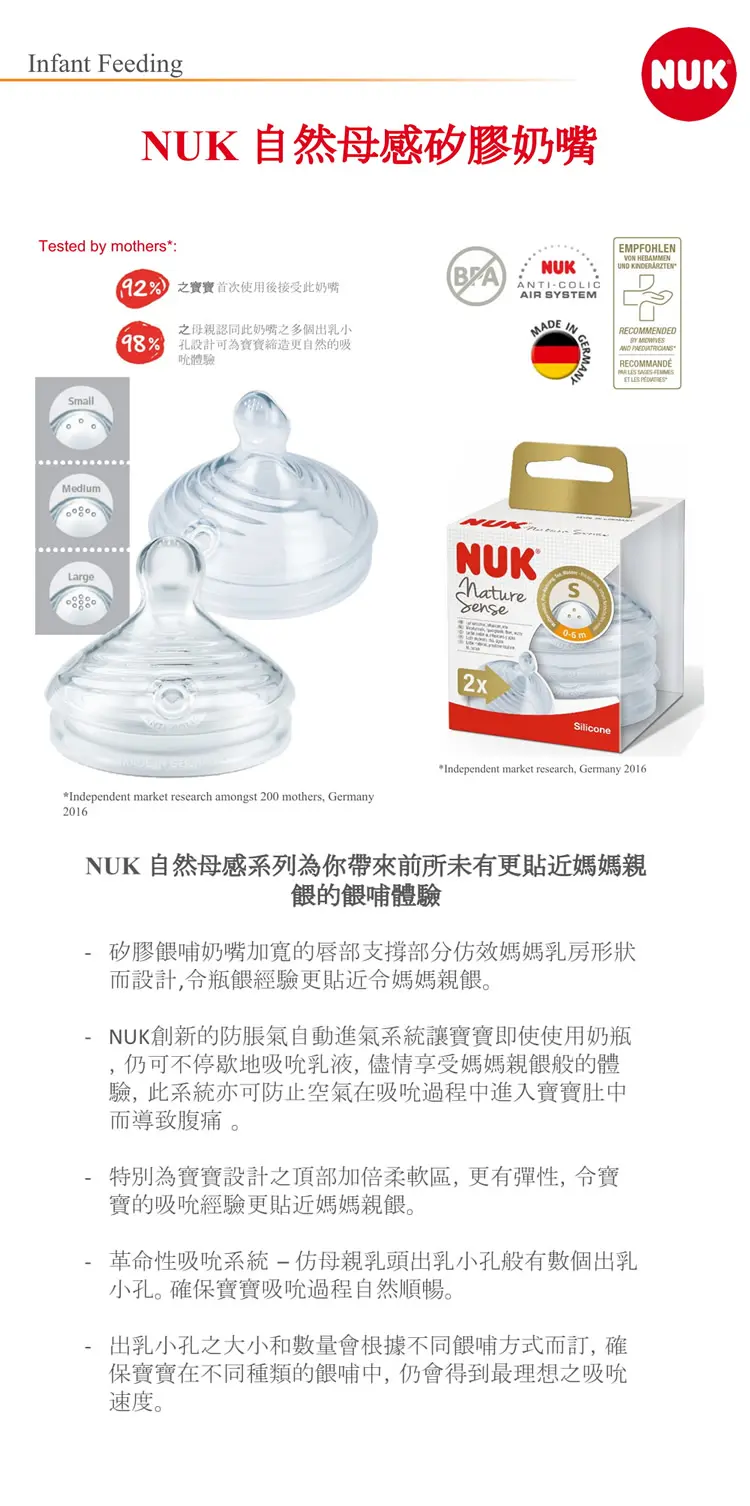 Infant Feeding
NUK
NUK 自然母感矽膠奶嘴
Tested by mothers*:
92%
之寶寶 首次使用後接受此奶嘴
98%
之母親認同此奶嘴之多個出乳小
孔設計可為寶寶締造更自然的吸
吮體驗
BPA
NUK
ANTI-COLIC
AIR SYSTEM
MADE IN GERMANY
EMPFOHLEN
VON HEBAMMEN
UND KINDERÄRZTEN*
RECOMMENDED
BY MIDWIVES
AND PAEDIATRICIANS*
RECOMMANDÉ
PAR LES SAGES-FEMMES
ET LES PÉDIATRES*
Small
Medium
Large
NUK
Nature Sense
NUK
Nature
Sense
S
0-6 m
2x
Silicone
*Independent market research, Germany 2016
*Independent market research amongst 200 mothers, Germany
2016
NUK 自然母感系列為你帶來前所未有更貼近媽媽親
餵的餵哺體驗
- 矽膠餵哺奶嘴加寬的唇部支撐部分仿效媽媽乳房形狀
而設計,令瓶餵經驗更貼近令媽媽親餵。
- NUK創新的防脹氣自動進氣系統讓寶寶即使使用奶瓶
, 仍可不停歇地吸吮乳液, 儘情享受媽媽親餵般的體
驗, 此系統亦可防止空氣在吸吮過程中進入寶寶肚中
而導致腹痛 。
- 特別為寶寶設計之頂部加倍柔軟區, 更有彈性, 令寶
寶的吸吮經驗更貼近媽媽親餵。
- 革命性吸吮系統 – 仿母親乳頭出乳小孔般有數個出乳
小孔。確保寶寶吸吮過程自然順暢。
- 出乳小孔之大小和數量會根據不同餵哺方式而訂, 確
保寶寶在不同種類的餵哺中, 仍會得到最理想之吸吮
速度。